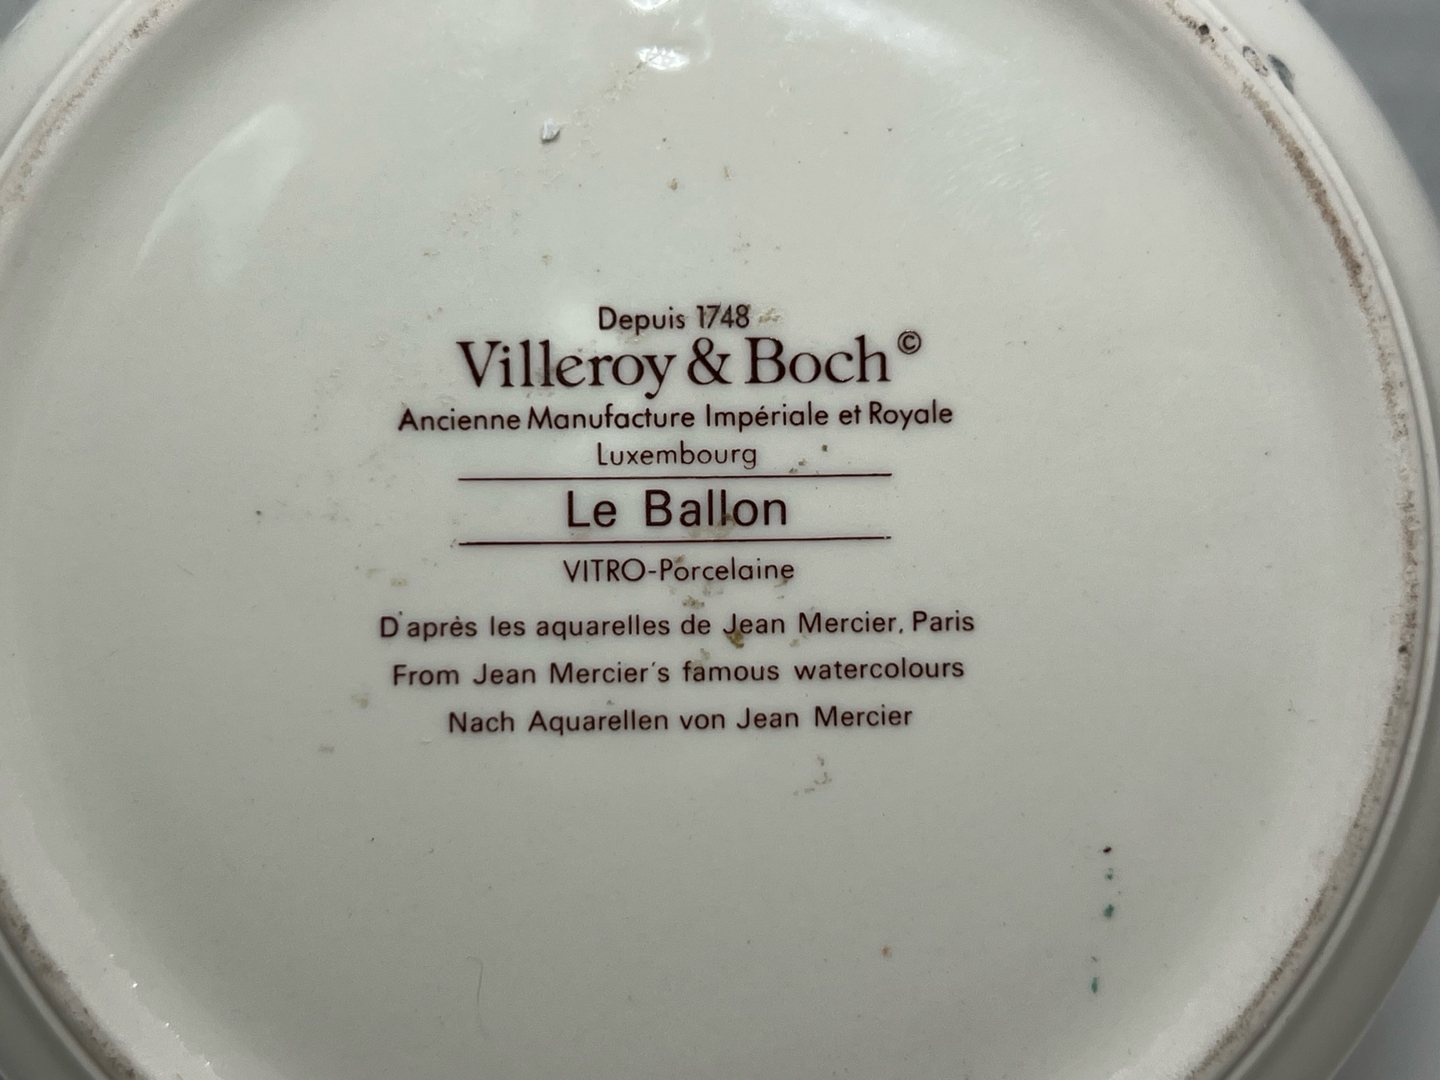 Depuis 1748
Villeroy & Boch©
Ancienne Manufacture Impériale et Royale
Luxembourg
Le Ballon
VITRO-Porcelaine
D'après les aquarelles de Jean Mercier. Paris
From Jean Mercier's famous watercolours
Nach Aquarellen von Jean Mercier